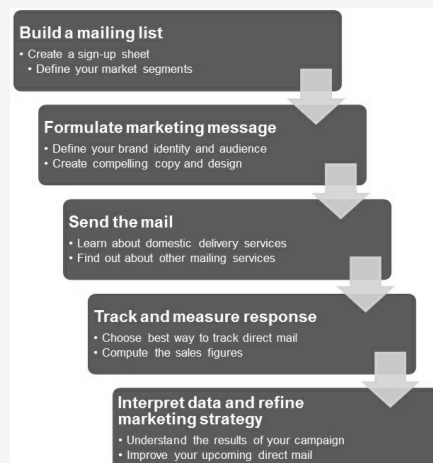 Build a mailing list
• Create a sign-up sheet
• Define your market segments
Formulate marketing message
• Define your brand identity and audience
• Create compelling copy and design
Send the mail
• Learn about domestic delivery services
• Find out about other mailing services
Track and measure response
• Choose best way to track direct mail
• Compute the sales figures
Interpret data and refine
marketing strategy
• Understand the results of your campaign
• Improve your upcoming direct mail